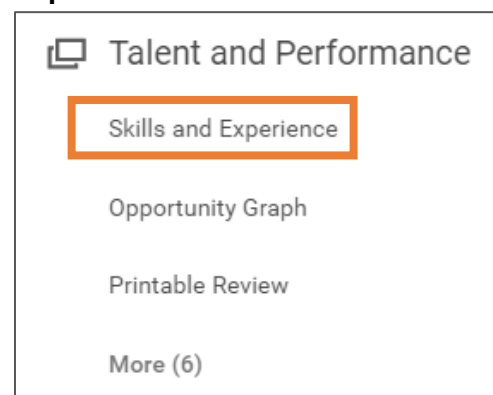 Talent and Performance
Skills and Experience
Opportunity Graph
Printable Review
More (6)